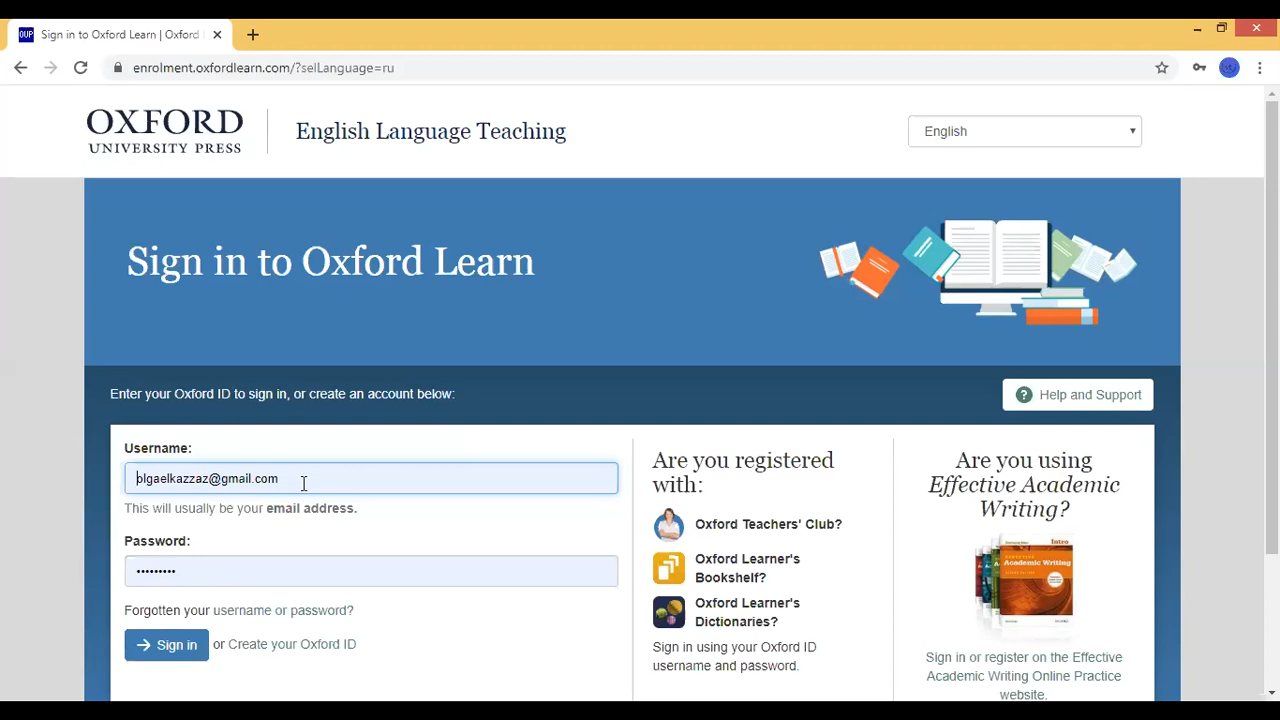 OUP Sign in to Oxford Learn | Oxford
enrolment.oxfordlearn.com/?selLanguage=ru
OXFORD
UNIVERSITY PRESS
English Language Teaching
English
Sign in to Oxford Learn
Enter your Oxford ID to sign in, or create an account below:
? Help and Support
Username:
olgaelkazzaz@gmail.com
This will usually be your email address.
Password:
•••••••••
Forgotten your username or password?
Sign in or Create your Oxford ID
Are you registered
with:
Oxford Teachers' Club?
Oxford Learner's
Bookshelf?
Oxford Learner's
Dictionaries?
Sign in using your Oxford ID
username and password.
Are you using
Effective Academic
Writing?
Intro
Academic Writing
Sign in or register on the Effective
Academic Writing Online Practice
website.